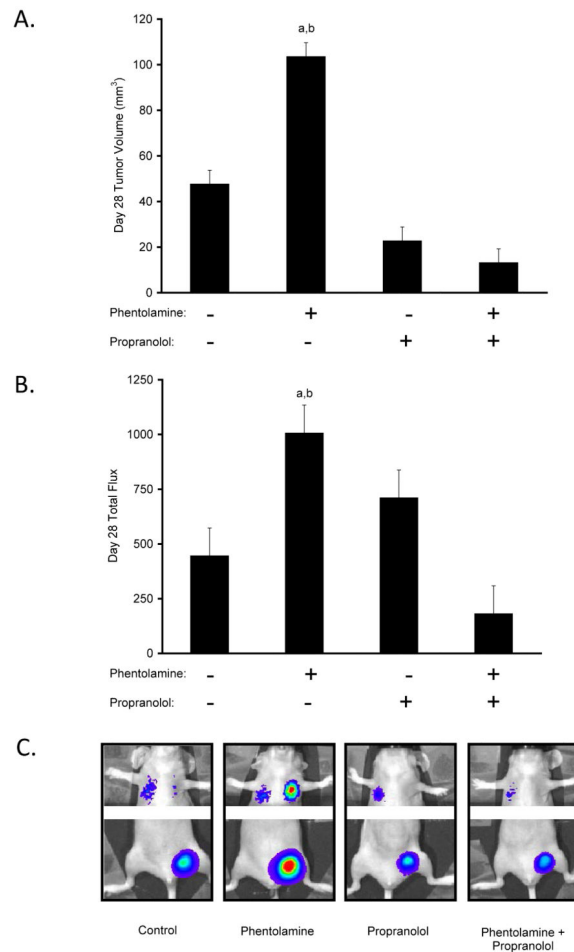 A.
Day 28 Tumor Volume (mm³)
120
100
80
60
40
20
0
a,b
Phentolamine: - + - +
Propranolol: - - + +
B.
Day 28 Total Flux
1250
1000
750
500
250
0
a,b
Phentolamine: - + - +
Propranolol: - - + +
C.
Control
Phentolamine
Propranolol
Phentolamine +
Propranolol